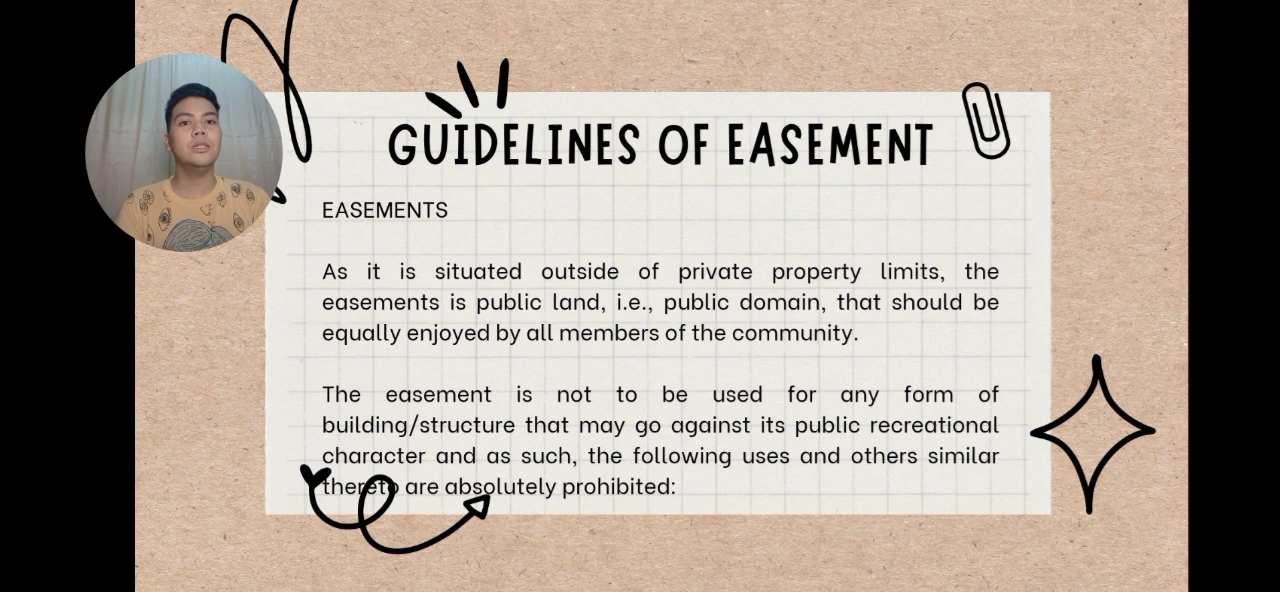 GUIDELINES OF EASEMENT
EASEMENTS
As it is situated outside of private property limits, the
easements is public land, i.e., public domain, that should be
equally enjoyed by all members of the community.
The easement is not to be used for any form of
building/structure that may go against its public recreational
character and as such, the following uses and others similar
thereto are absolutely prohibited: